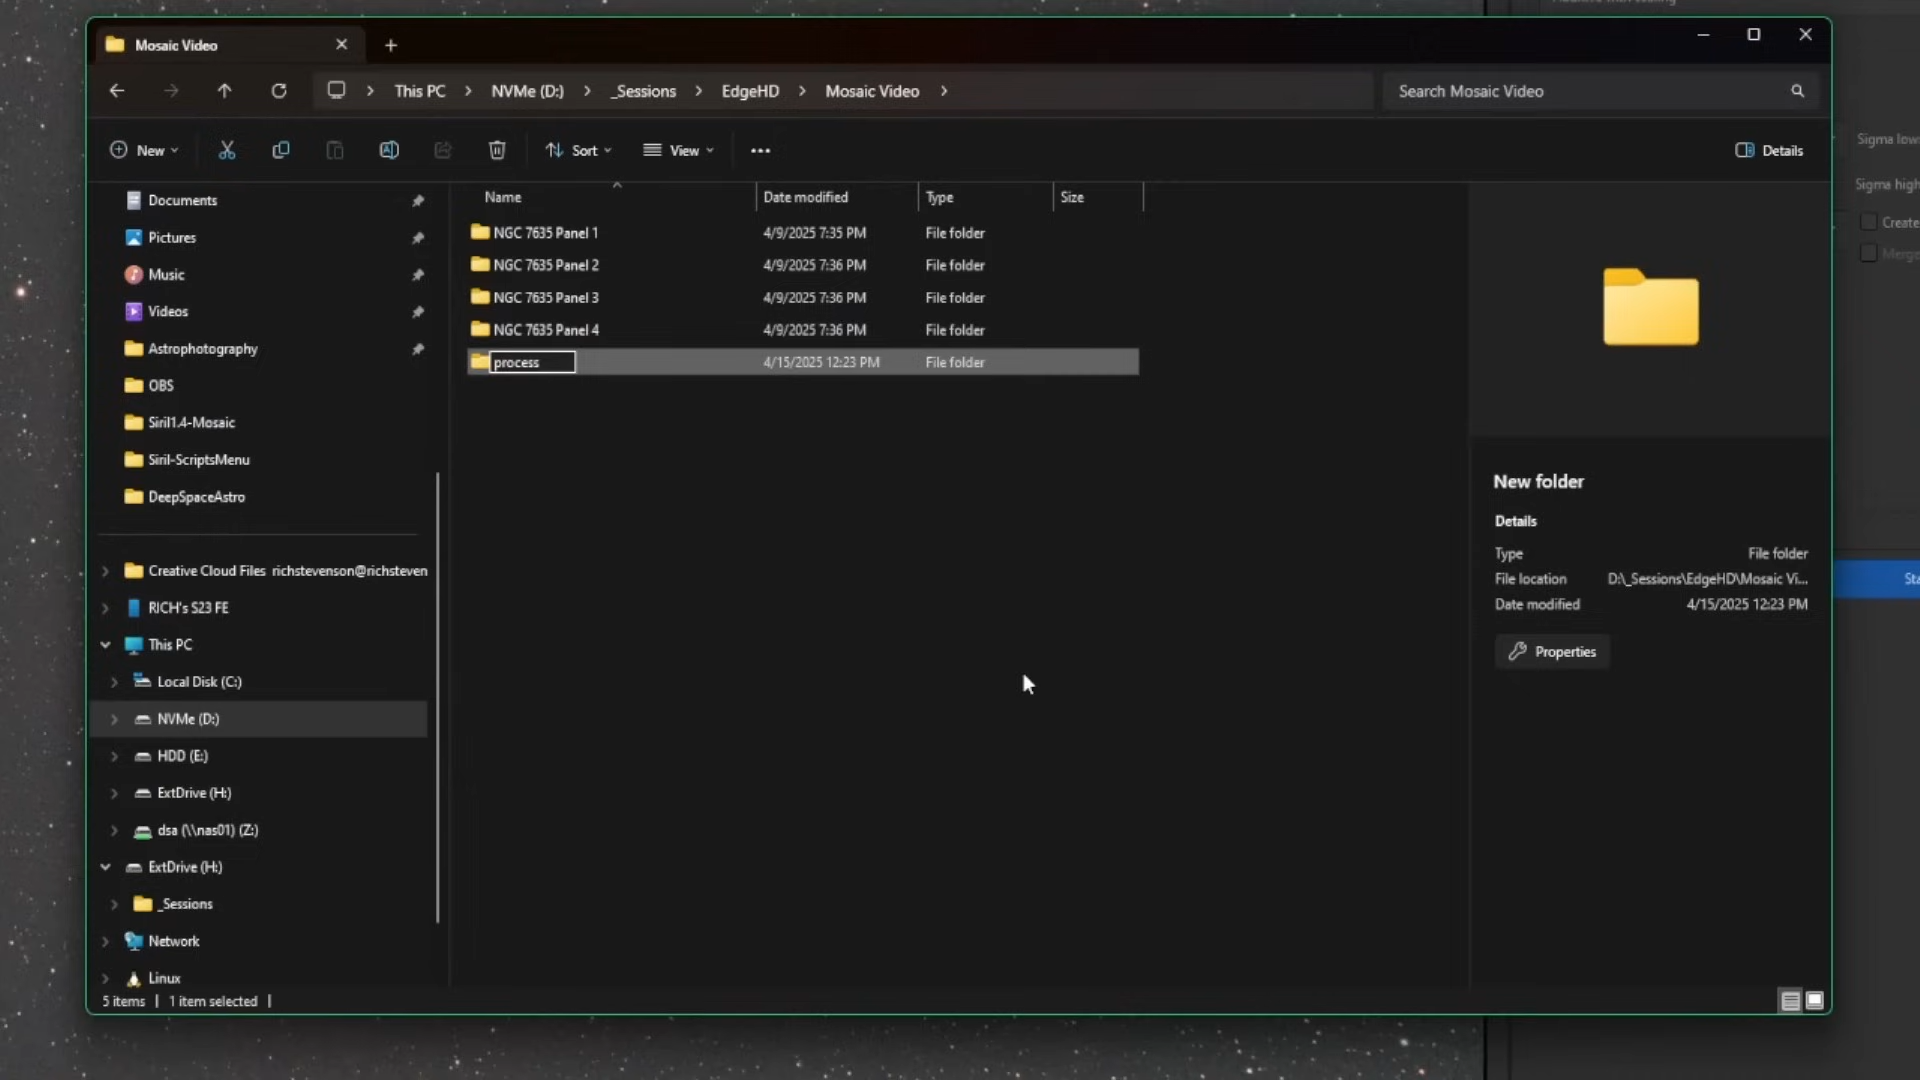 Mosaic Video
This PC
NVMe (D:)
_Sessions
EdgeHD
Mosaic Video
Search Mosaic Video
New
Sort
View
Details
Sigma low
Sigma high
Create
Merge
Documents
Pictures
Music
Videos
Astrophotography
OBS
Siril1.4-Mosaic
Siril-ScriptsMenu
DeepSpaceAstro
Creative Cloud Files richstevenson@richsteven
RICH's S23 FE
This PC
Local Disk (C:)
NVMe (D:)
HDD (E:)
ExtDrive (H:)
dsa (\\nas01) (Z:)
ExtDrive (H:)
_Sessions
Network
Linux
Name Date modified Type Size
NGC 7635 Panel 1 4/9/2025 7:35 PM File folder
NGC 7635 Panel 2 4/9/2025 7:36 PM File folder
NGC 7635 Panel 3 4/9/2025 7:36 PM File folder
NGC 7635 Panel 4 4/9/2025 7:36 PM File folder
process 4/15/2025 12:23 PM File folder
New folder
Details
Type File folder
File location D:\_Sessions\EdgeHD\Mosaic Vi...
Date modified 4/15/2025 12:23 PM
Properties
Sta
5 items 1 item selected